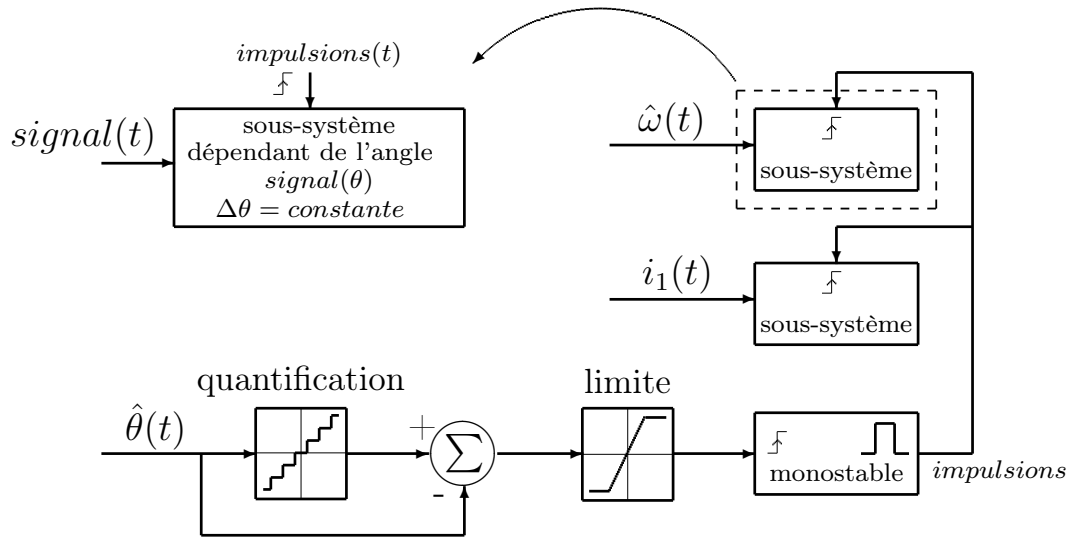 impulsions(t)
signal(t)
sous-système
dépendant de l'angle
signal(θ)
Δθ = constante
ω̂(t)
sous-système
i₁(t)
sous-système
quantification
limite
θ̂(t)
+
Σ
-
monostable
impulsions